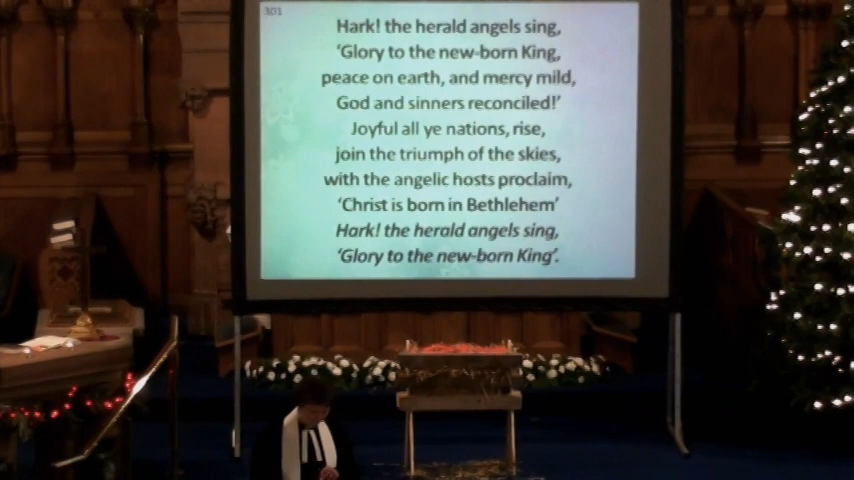 301
Hark! the herald angels sing,
‘Glory to the new-born King,
peace on earth, and mercy mild,
God and sinners reconciled!’
Joyful all ye nations, rise,
join the triumph of the skies,
with the angelic hosts proclaim,
‘Christ is born in Bethlehem’
Hark! the herald angels sing,
‘Glory to the new-born King’.